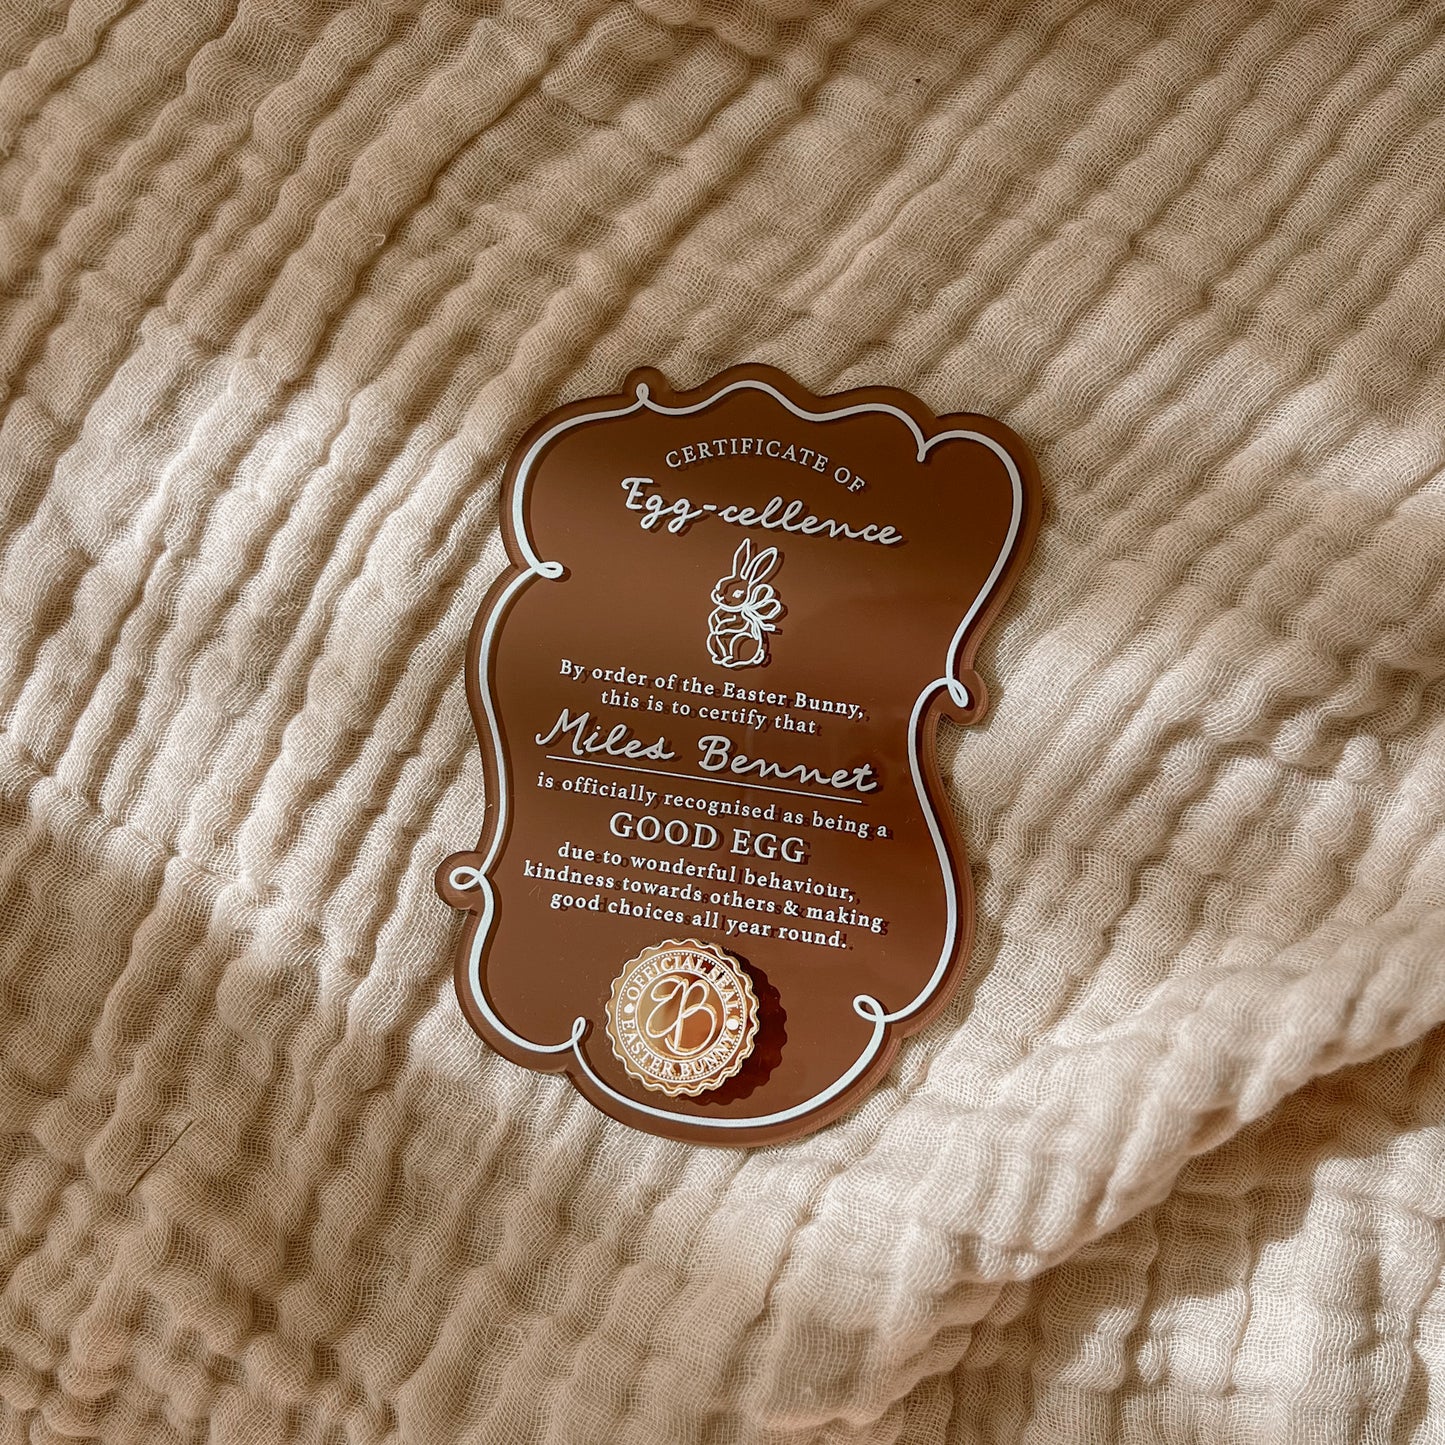 CERTIFICATE OF
Egg-cellence
By order of the Easter Bunny,
this is to certify that
Miles Bennet
is officially recognised as being a
GOOD EGG
due to wonderful behaviour,
kindness towards others & making
good choices all year round.
OFFICIAL SEAL
EB
EASTER BUNNY